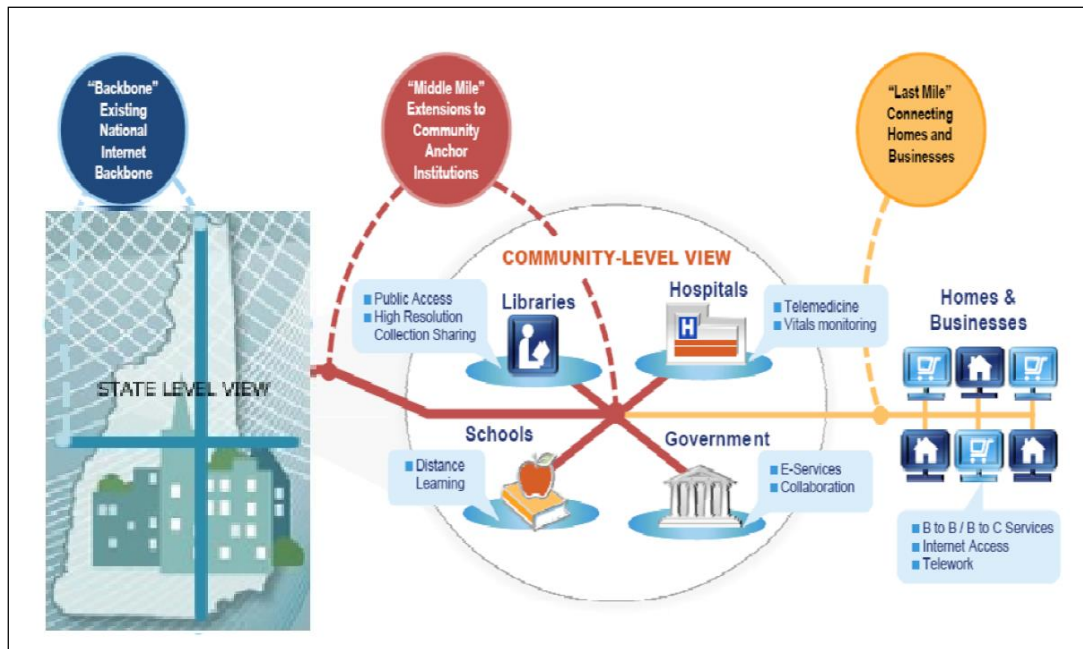 “Backbone”
Existing
National
Internet
Backbone
“Middle Mile”
Extensions to
Community
Anchor
Institutions
“Last Mile”
Connecting
Homes and
Businesses
STATE LEVEL VIEW
COMMUNITY-LEVEL VIEW
Libraries
Public Access
High Resolution
Collection Sharing
Hospitals
H
Telemedicine
Vitals monitoring
Schools
Distance
Learning
Government
E-Services
Collaboration
Homes &
Businesses
B to B / B to C Services
Internet Access
Telework